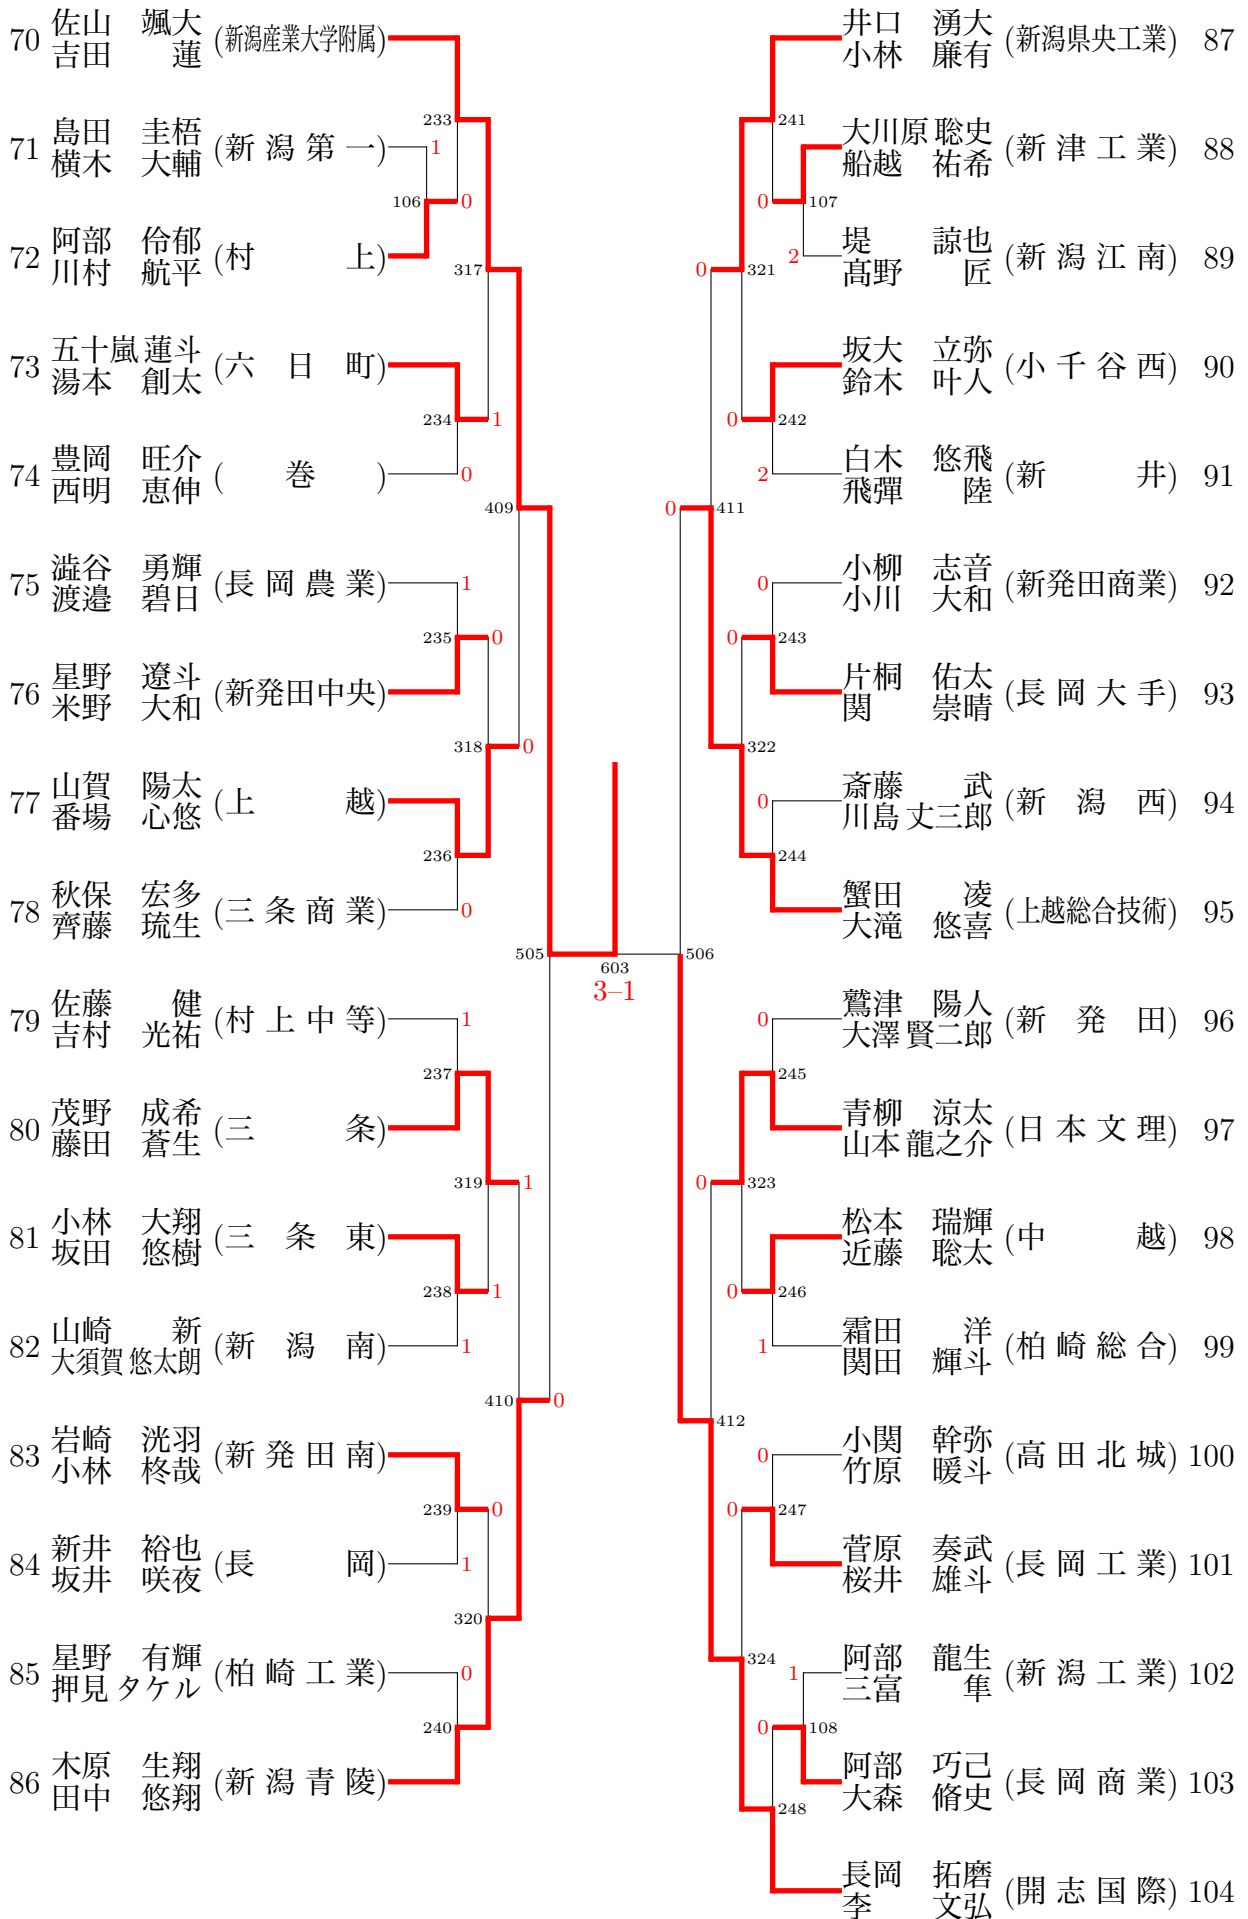 70 佐山 颯大 (新潟産業大学附属)
吉田 蓮
71 島田 圭梧 (新潟第一)
横木 大輔
72 阿部 伶郁 (村上)
川村 航平
73 五十嵐 蓮斗 (六日町)
湯本 創太
74 豊岡 旺介 (巻)
西明 恵伸
75 澁谷 勇輝 (長岡農業)
渡邉 碧日
76 星野 遼斗 (新発田中央)
米野 大和
77 山賀 陽太 (上越)
番場 心悠
78 秋保 宏多 (三条商業)
齊藤 琉生
79 佐藤 健 (村上中等)
吉村 光祐
80 茂野 成希 (三条)
藤田 蒼生
81 小林 大翔 (三条東)
坂田 悠樹
82 山崎 新 (新潟南)
大須賀 悠太朗
83 岩崎 洸羽 (新発田南)
小林 柊哉
84 新井 裕也 (長岡)
坂井 咲夜
85 星野 有輝 (柏崎工業)
押見 タケル
86 木原 生翔 (新潟青陵)
田中 悠翔
233
1
106
0
317
234
1
0
409
1
235
0
318
0
236
0
505
1
237
319
1
238
1
1
410
0
239
0
1
320
0
240
603
3–1
井口 湧大 (新潟県央工業) 87
小林 廉有
大川原 聡史 (新津工業) 88
船越 祐希
堤 諒也 (新潟江南) 89
髙野 匠
坂大 立弥 (小千谷西) 90
鈴木 叶人
白木 悠飛 (新井) 91
飛彈 陸
小柳 志音 (新発田商業) 92
小川 大和
片桐 佑太 (長岡大手) 93
関 崇晴
斎藤 武 (新潟西) 94
川島 丈三郎
蟹田 凌 (上越総合技術) 95
大滝 悠喜
鷲津 陽人 (新発田) 96
大澤 賢二郎
青柳 涼太 (日本文理) 97
山本 龍之介
松本 瑞輝 (中越) 98
近藤 聡太
霜田 洋 (柏崎総合) 99
関田 輝斗
小関 幹弥 (高田北城) 100
竹原 暖斗
菅原 奏武 (長岡工業) 101
桜井 雄斗
阿部 龍生 (新潟工業) 102
三富 隼
阿部 巧己 (長岡商業) 103
大森 脩史
長岡 拓磨 (開志国際) 104
李 文弘
241
0
107
2
0
321
0
242
2
0
411
0
0
243
322
0
244
506
0
245
0
323
0
246
1
412
0
0
247
324
1
0
108
248